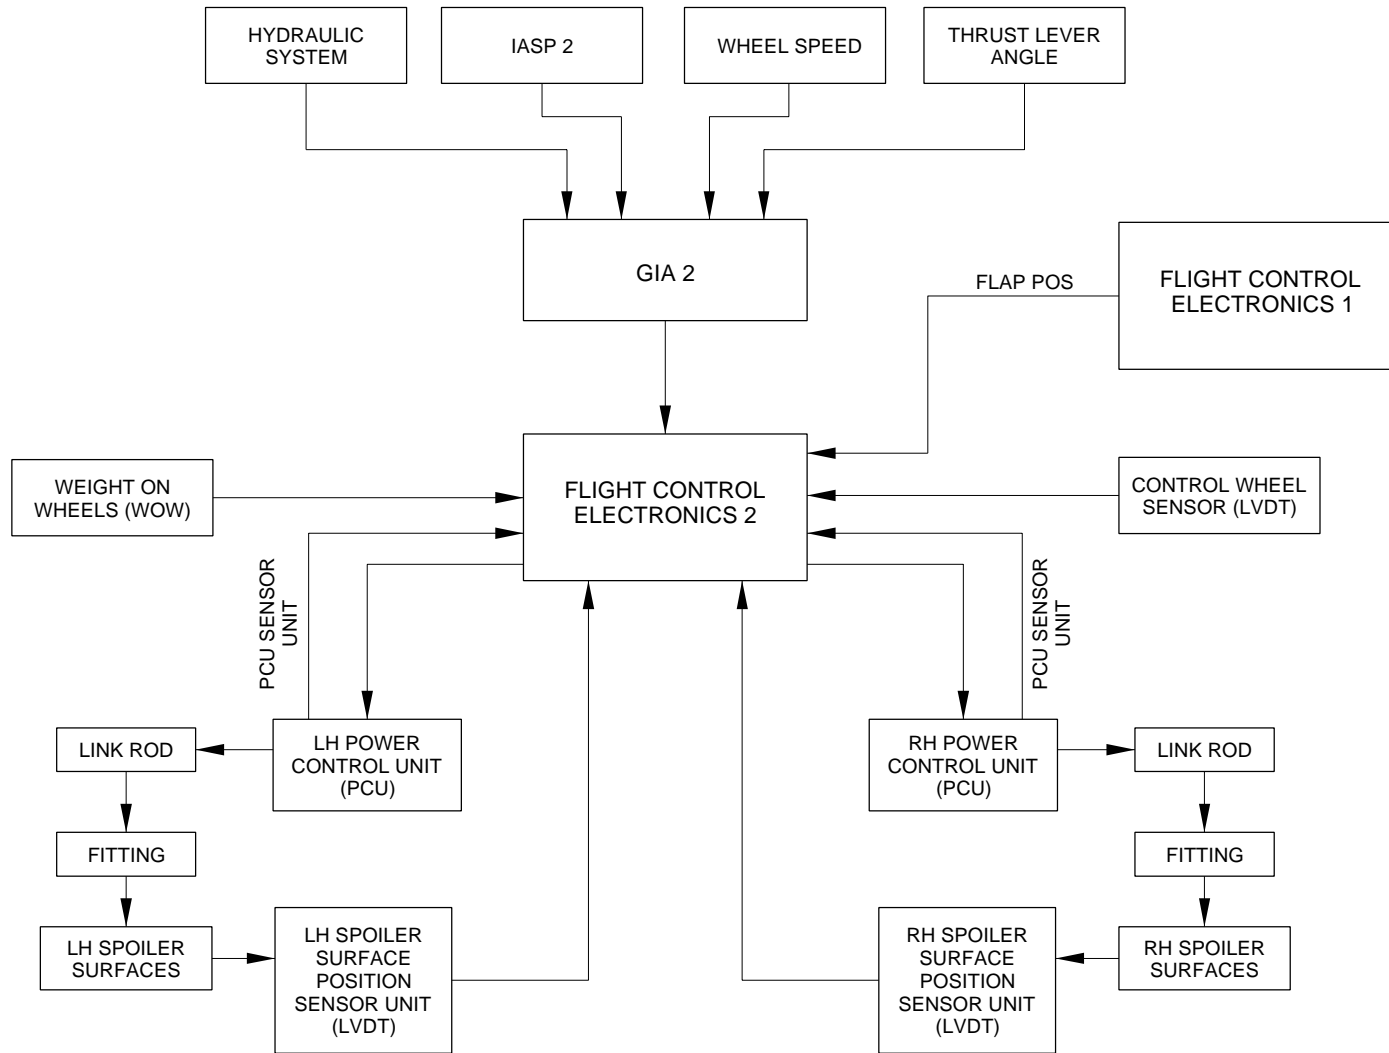 HYDRAULIC
SYSTEM
IASP 2
WHEEL SPEED
THRUST LEVER
ANGLE
GIA 2
FLAP POS
FLIGHT CONTROL
ELECTRONICS 1
WEIGHT ON
WHEELS (WOW)
FLIGHT CONTROL
ELECTRONICS 2
CONTROL WHEEL
SENSOR (LVDT)
PCU SENSOR
UNIT
PCU SENSOR
UNIT
LINK ROD
LH POWER
CONTROL UNIT
(PCU)
RH POWER
CONTROL UNIT
(PCU)
LINK ROD
FITTING
FITTING
LH SPOILER
SURFACES
LH SPOILER
SURFACE
POSITION
SENSOR UNIT
(LVDT)
RH SPOILER
SURFACE
POSITION
SENSOR UNIT
(LVDT)
RH SPOILER
SURFACES